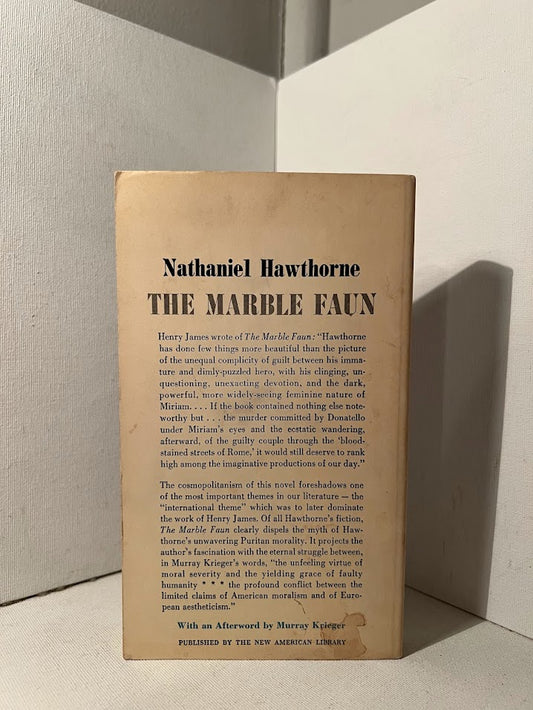 Nathaniel Hawthorne
THE MARBLE FAUN
Henry James wrote of The Marble Faun: "Hawthorne
has done few things more beautiful than the picture
of the unequal complicity of guilt between his imma-
ture and dimly-puzzled hero, with his clinging, un-
questioning, unexacting devotion, and the dark,
powerful, more widely-seeing feminine nature of
Miriam. . . . If the book contained nothing else note-
worthy but . . . the murder committed by Donatello
under Miriam's eyes and the ecstatic wandering,
afterward, of the guilty couple through the 'blood-
stained streets of Rome,' it would still deserve to rank
high among the imaginative productions of our day."
The cosmopolitanism of this novel foreshadows one
of the most important themes in our literature — the
"international theme" which was to later dominate
the work of Henry James. Of all Hawthorne's fiction,
The Marble Faun clearly dispels the myth of Haw-
thorne's unwavering Puritan morality. It projects the
author's fascination with the eternal struggle between,
in Murray Krieger's words, "the unfeeling virtue of
moral severity and the yielding grace of faulty
humanity * * * the profound conflict between the
limited claims of American moralism and of Euro-
pean aestheticism."
With an Afterword by Murray Krieger
PUBLISHED BY THE NEW AMERICAN LIBRARY